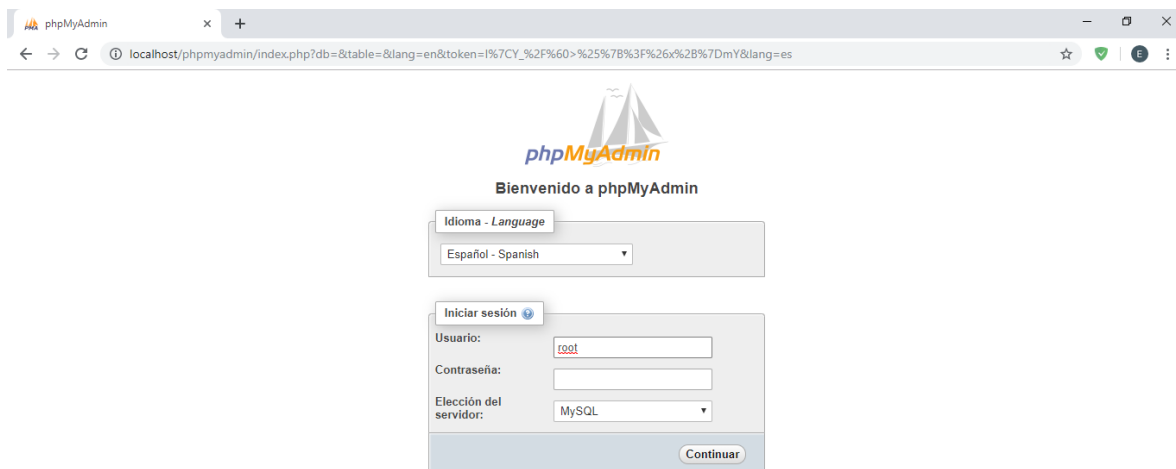 phpMyAdmin
localhost/phpmyadmin/index.php?db=&table=&lang=en&token=l%7CY_%2F%60>%25%7B%3F%26x%2B%7DmY&lang=es
E
phpMyAdmin
Bienvenido a phpMyAdmin
Idioma - Language
Español - Spanish
Iniciar sesión
Usuario:
root
Contraseña:
Elección del
servidor:
MySQL
Continuar